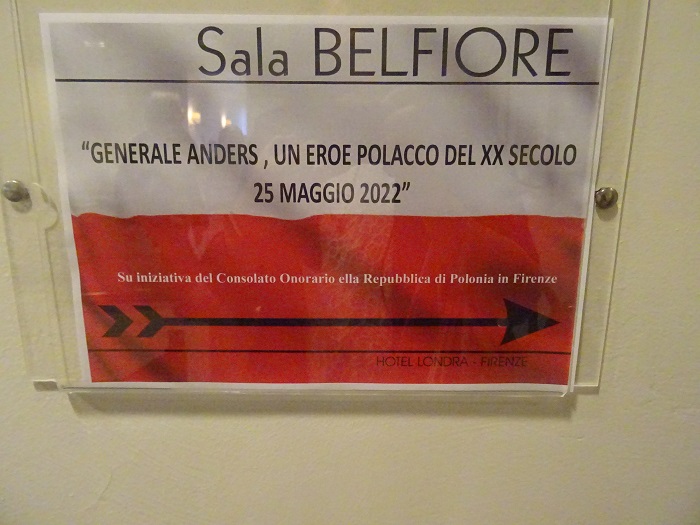 Sala BELFIORE
“GENERALE ANDERS , UN EROE POLACCO DEL XX SECOLO
25 MAGGIO 2022”
Su iniziativa del Consolato Onorario ella Repubblica di Polonia in Firenze
HOTEL LONDRA - FIRENZE